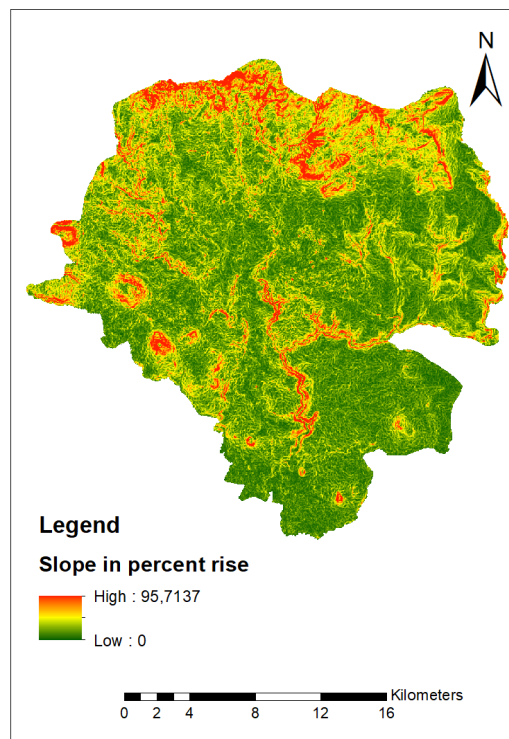 N
Legend
Slope in percent rise
High : 95,7137
Low : 0
Kilometers
0 2 4 8 12 16